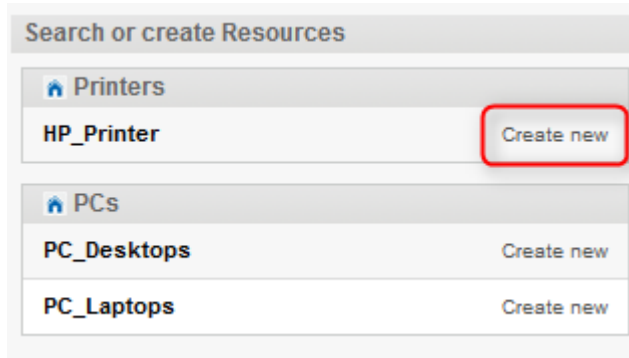 Search or create Resources
Printers
HP_Printer Create new
PCs
PC_Desktops Create new
PC_Laptops Create new